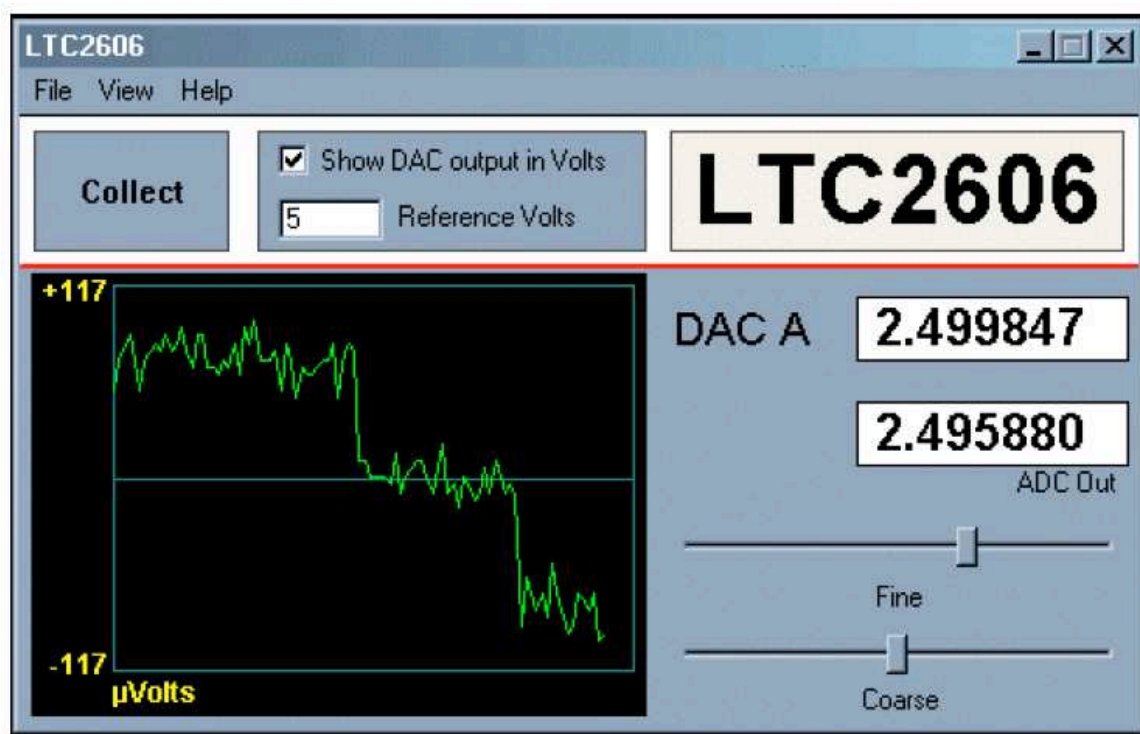 LTC2606
File View Help
Collect
Show DAC output in Volts
5 Reference Volts
LTC2606
+117
-117
µVolts
DAC A 2.499847
2.495880
ADC Out
Fine
Coarse